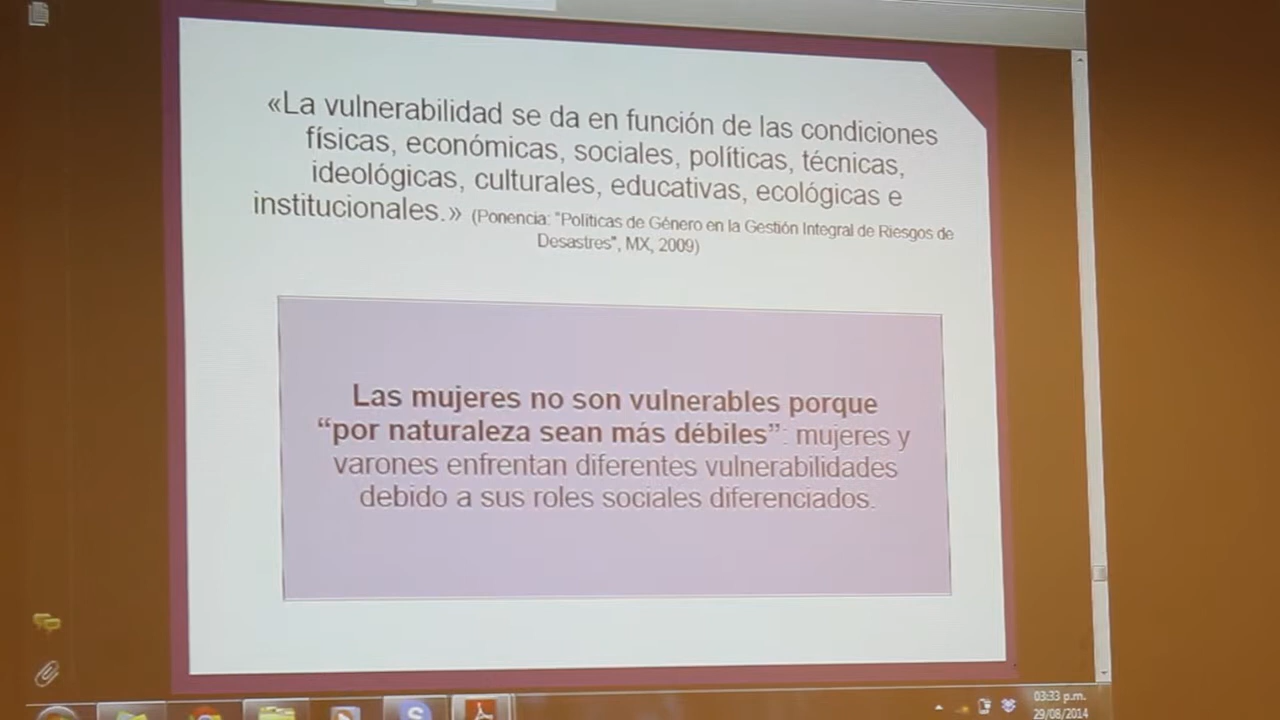 «La vulnerabilidad se da en función de las condiciones
físicas, económicas, sociales, políticas, técnicas,
ideológicas, culturales, educativas, ecológicas e
institucionales.» (Ponencia: "Políticas de Género en la Gestión Integral de Riesgos de
Desastres", MX, 2009)
Las mujeres no son vulnerables porque
“por naturaleza sean más débiles”: mujeres y
varones enfrentan diferentes vulnerabilidades
debido a sus roles sociales diferenciados.
03:33 p.m.
29/08/2014